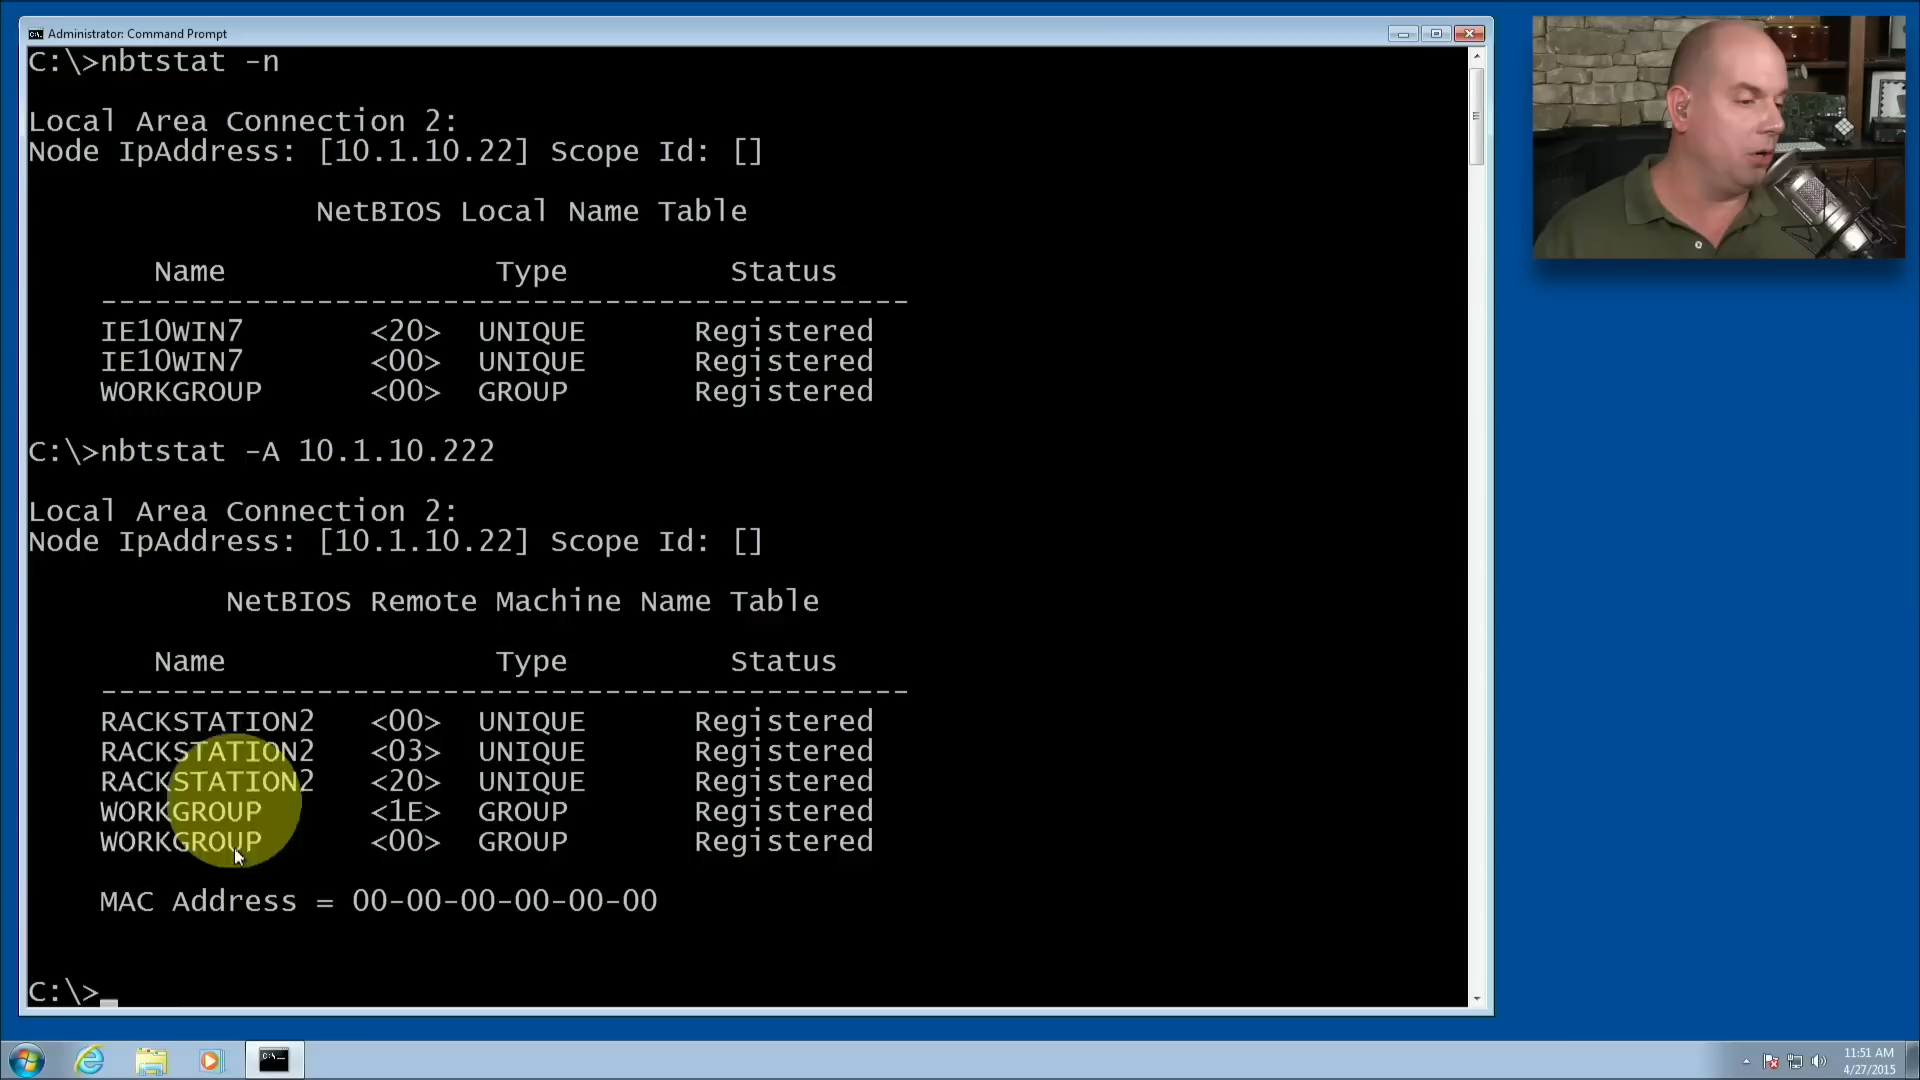 Administrator: Command Prompt
C:\>nbtstat -n
Local Area Connection 2:
Node IpAddress: [10.1.10.22] Scope Id: []
NetBIOS Local Name Table
Name Type Status
---------------------------------------------
IE10WIN7 <20> UNIQUE Registered
IE10WIN7 <00> UNIQUE Registered
WORKGROUP <00> GROUP Registered
C:\>nbtstat -A 10.1.10.222
Local Area Connection 2:
Node IpAddress: [10.1.10.22] Scope Id: []
NetBIOS Remote Machine Name Table
Name Type Status
---------------------------------------------
RACKSTATION2 <00> UNIQUE Registered
RACKSTATION2 <03> UNIQUE Registered
RACKSTATION2 <20> UNIQUE Registered
WORKGROUP <1E> GROUP Registered
WORKGROUP <00> GROUP Registered
MAC Address = 00-00-00-00-00-00
C:\>_
11:51 AM
4/27/2015